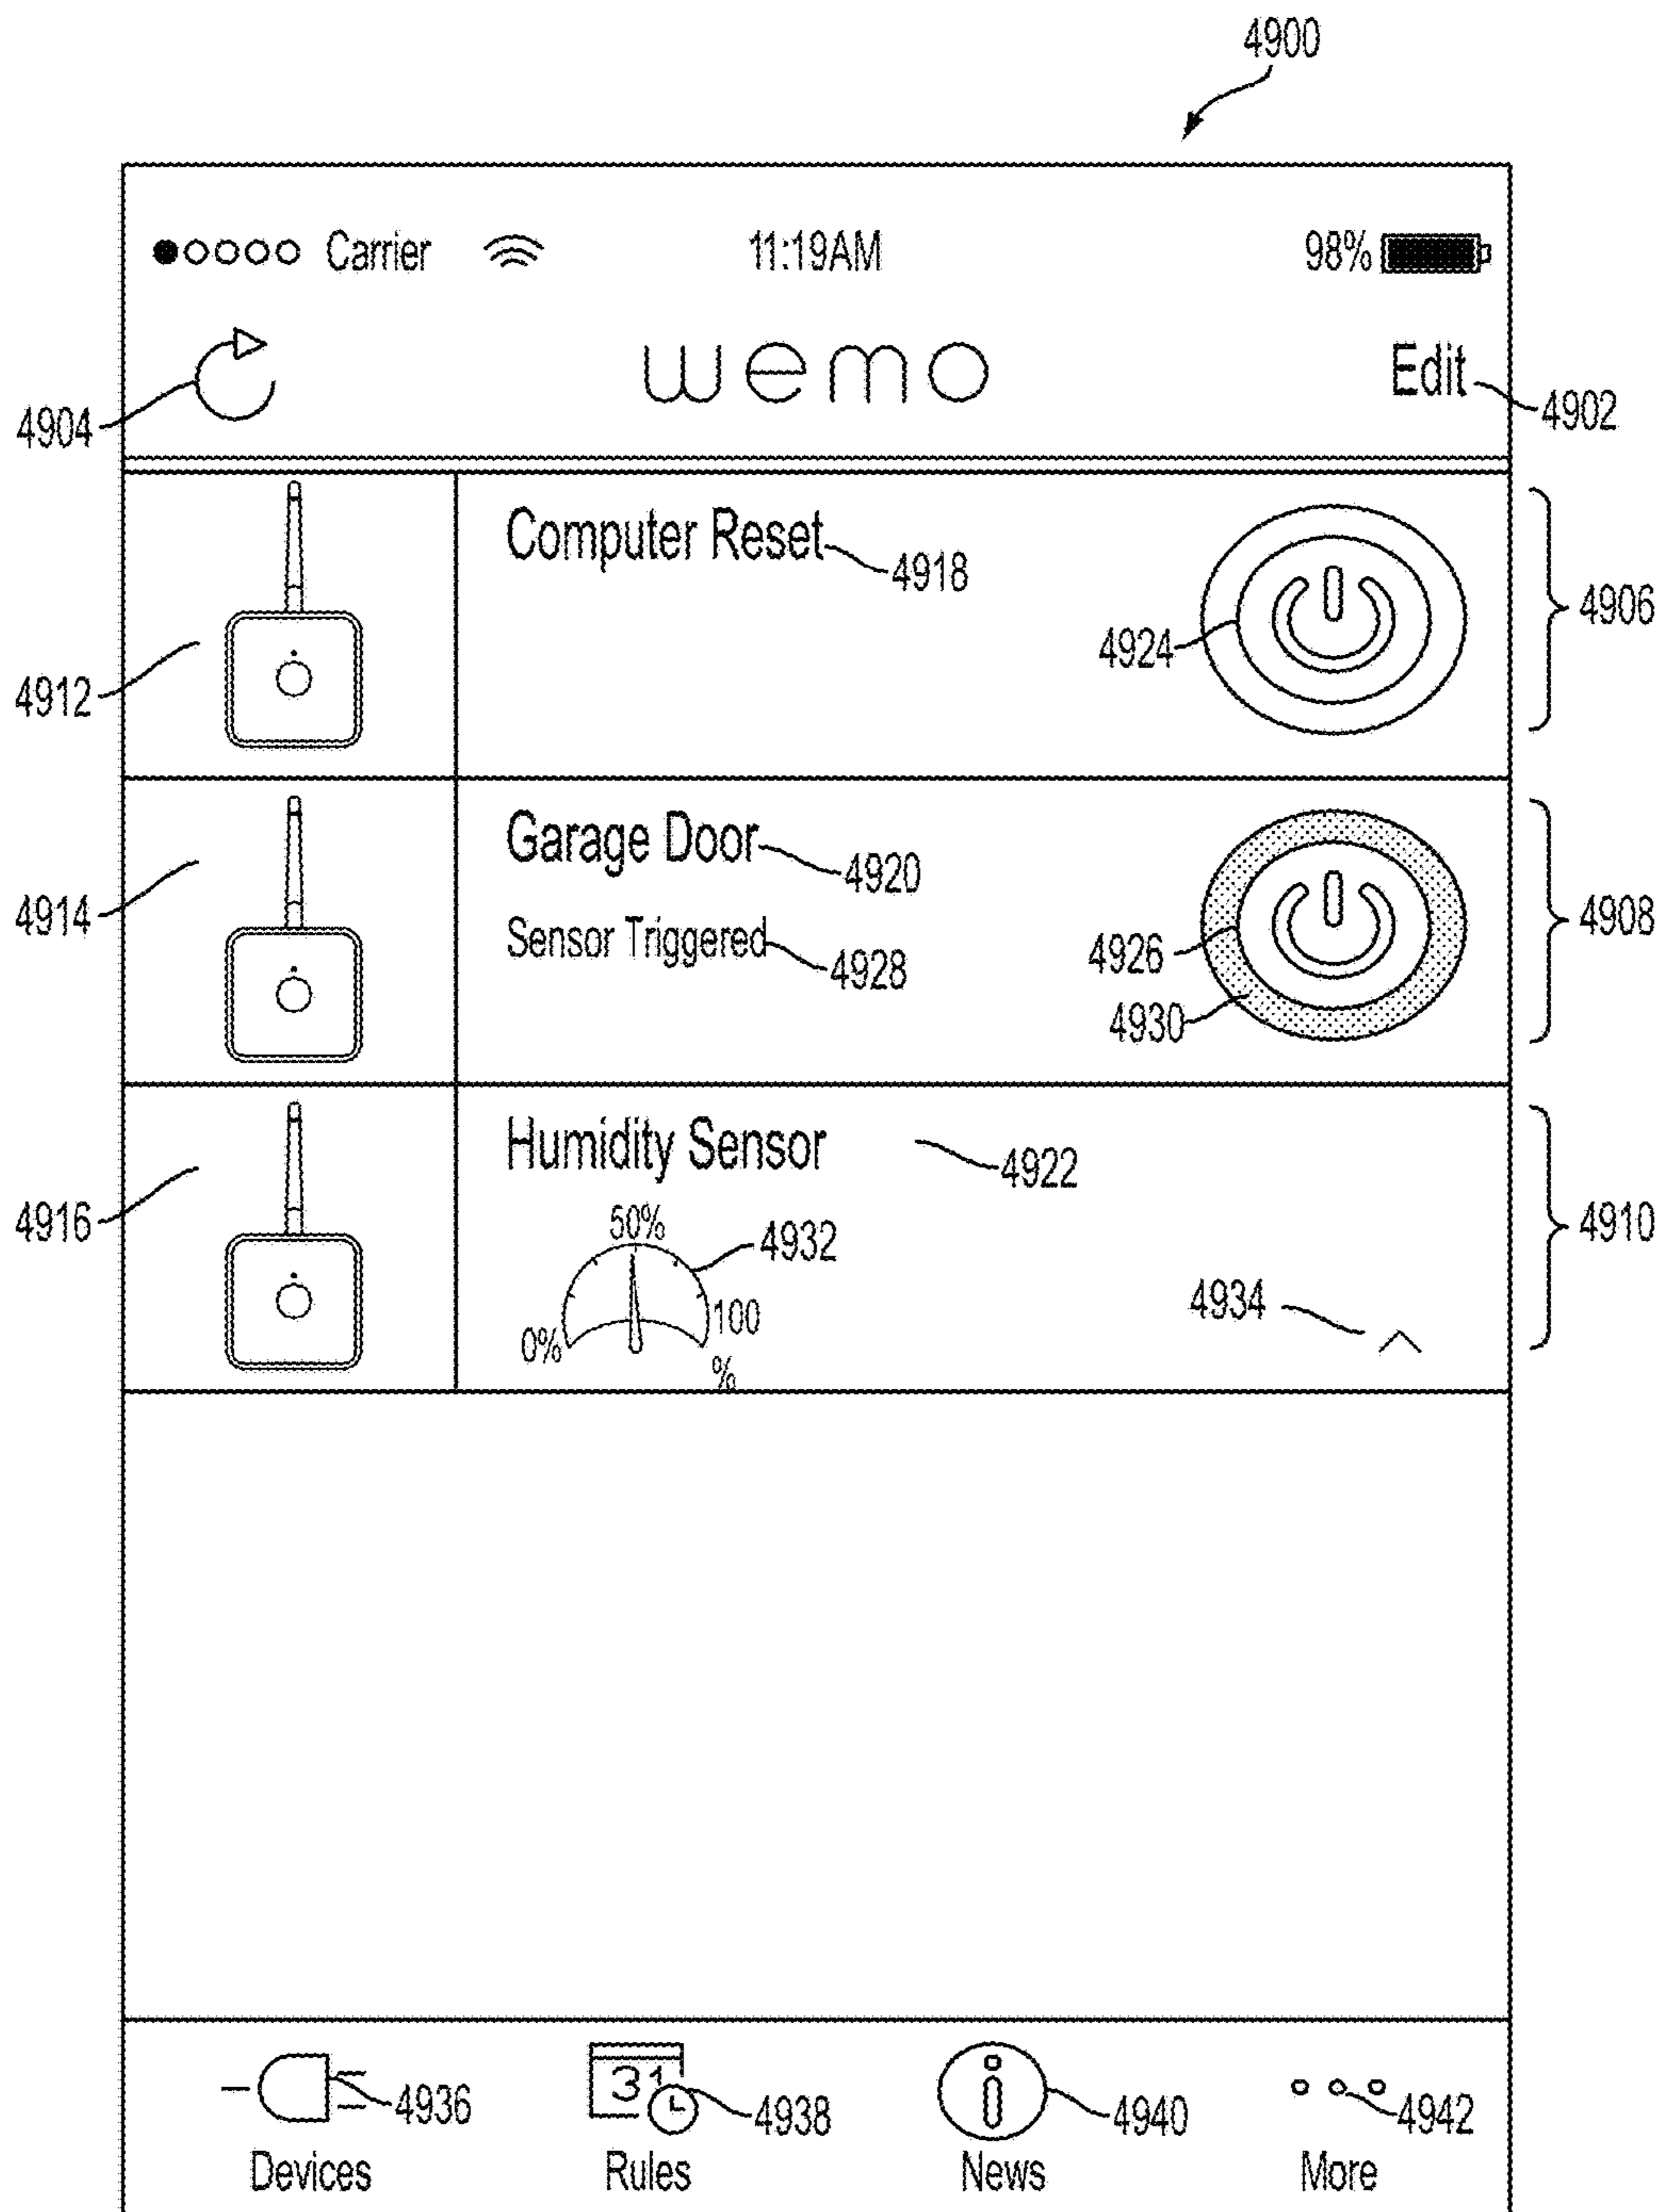 4900
Carrier 11:19AM 98%
wemo Edit
4904 4902
Computer Reset
4918
4906
4924
4912
Garage Door
4920
4914 4908
Sensor Triggered
4928
4926
4930
Humidity Sensor
4922
4916 4910
50% 4932
4934
0% 100
%
31
4936 4938 4940 4942
Devices Rules News More